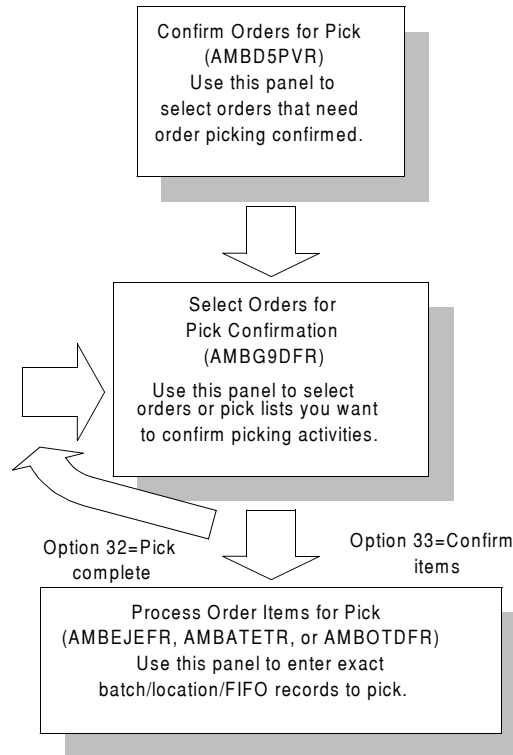 Confirm Orders for Pick
(AMBD5PVR)
Use this panel to
select orders that need
order picking confirmed.
Select Orders for
Pick Confirmation
(AMBG9DFR)
Use this panel to select
orders or pick lists you want
to confirm picking activities.
Option 32=Pick
complete
Option 33=Confirm
items
Process Order Items for Pick
(AMBEJEFR, AMBATETR, or AMBOTDFR)
Use this panel to enter exact
batch/location/FIFO records to pick.